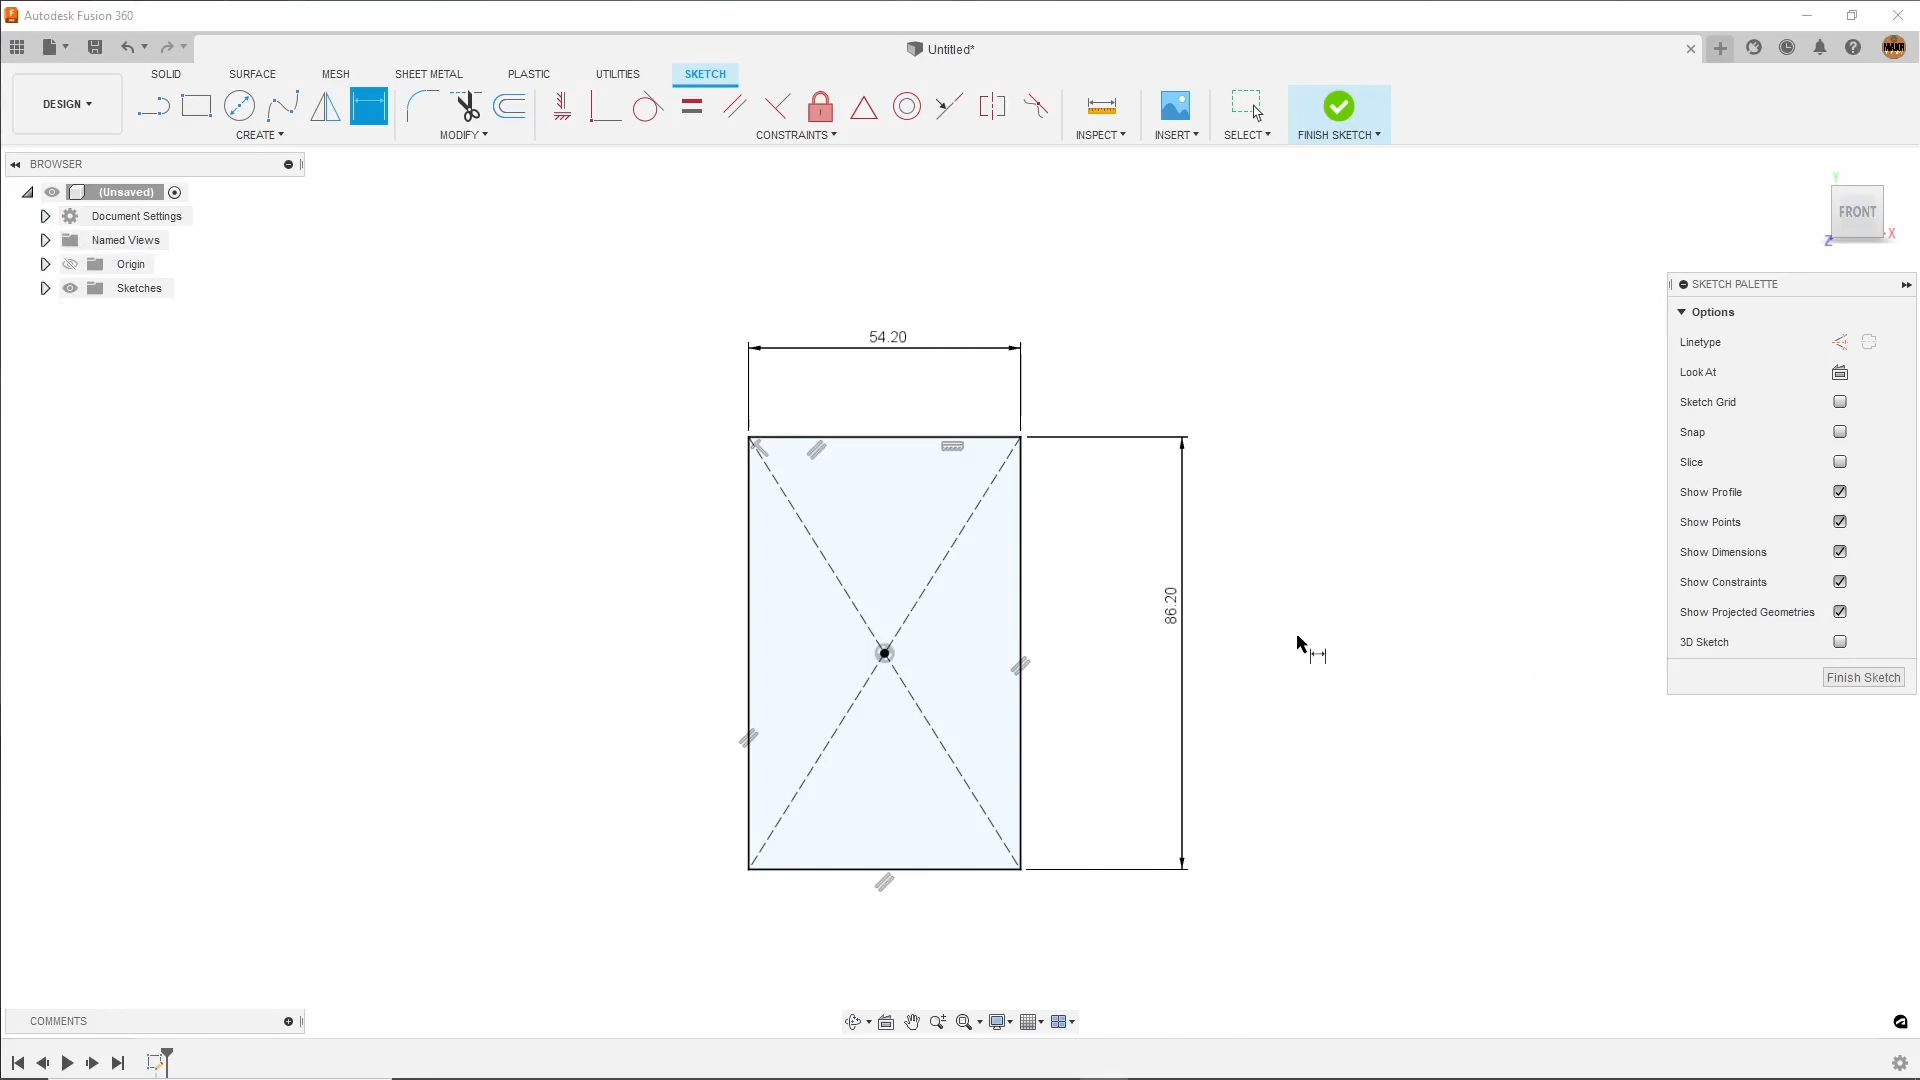 Autodesk Fusion 360
Untitled*
SOLID SURFACE MESH SHEET METAL PLASTIC UTILITIES SKETCH
DESIGN
CREATE MODIFY CONSTRAINTS INSPECT INSERT SELECT FINISH SKETCH
BROWSER
(Unsaved)
Document Settings
Named Views
Origin
Sketches
Y
FRONT
X
Z
SKETCH PALETTE
Options
Linetype
Look At
Sketch Grid
Snap
Slice
Show Profile
Show Points
Show Dimensions
Show Constraints
Show Projected Geometries
3D Sketch
Finish Sketch
54.20
86.20
COMMENTS